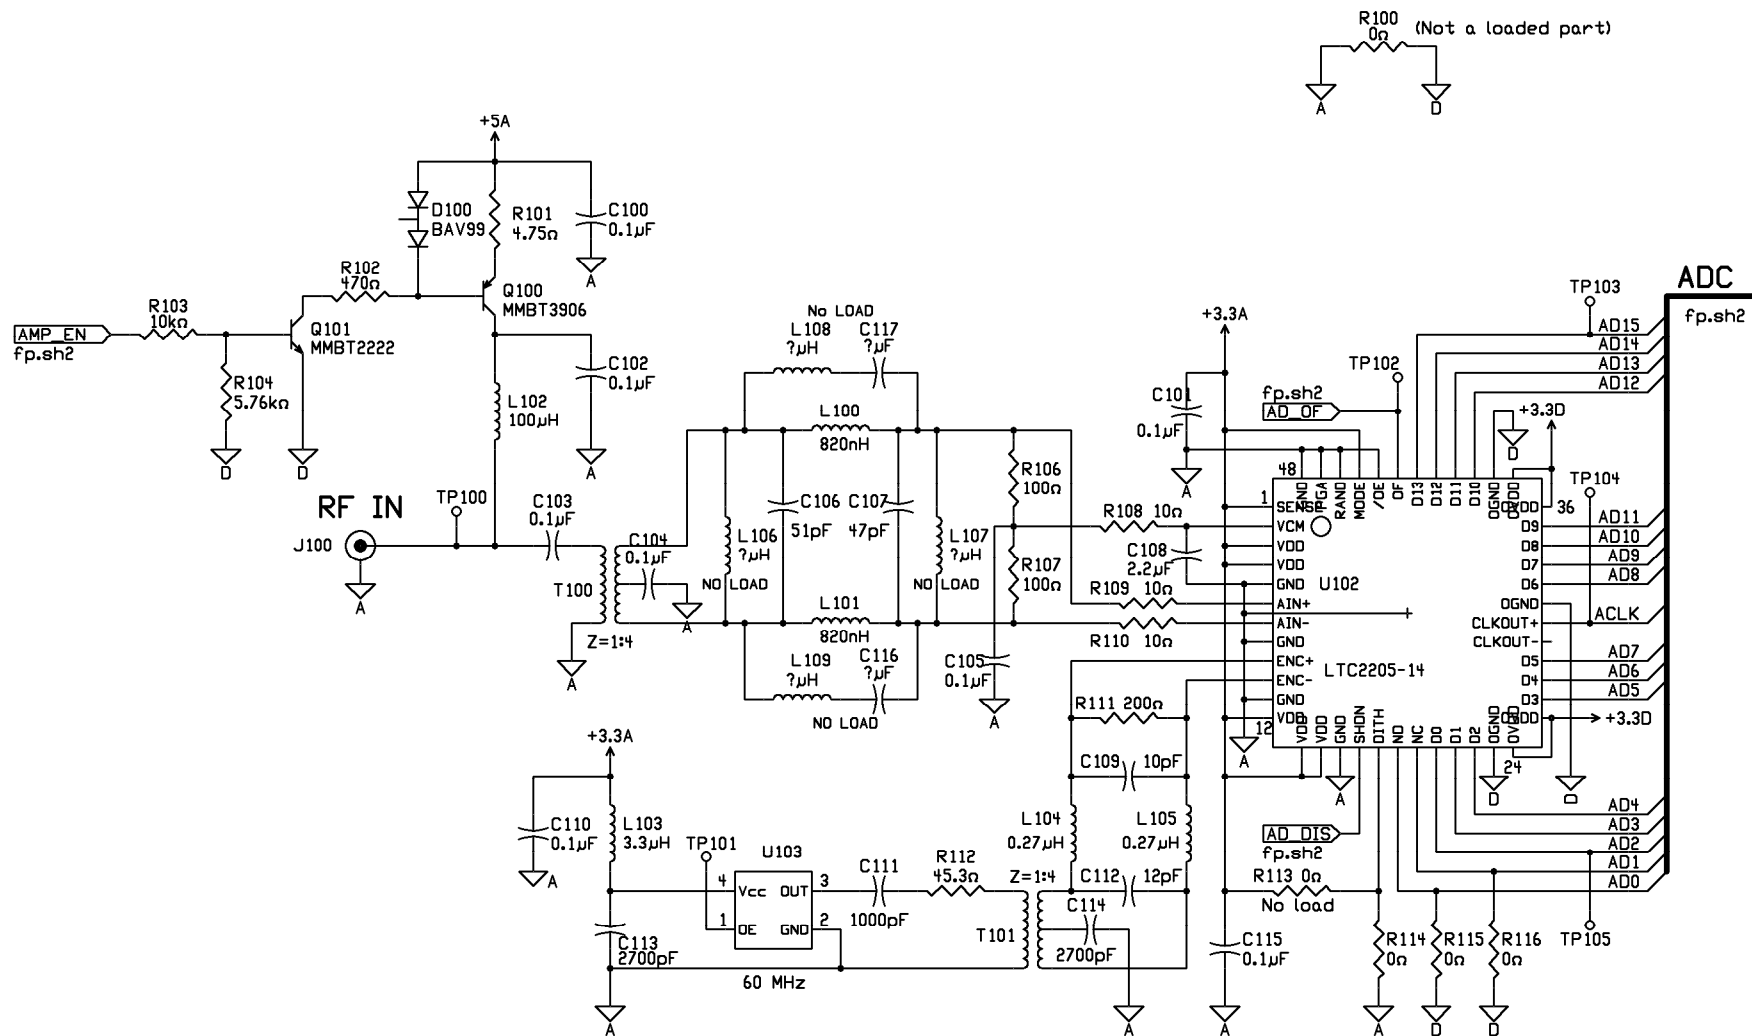 R100
0Ω
(Not a loaded part)
A
D
+5A
D100
BAV99
R101
4.75Ω
C100
0.1µF
A
R102
470Ω
Q100
MMBT3906
R103
10kΩ
AMP_EN
fp.sh2
Q101
MMBT2222
R104
5.76kΩ
D
D
L102
100µH
C102
0.1µF
A
No LOAD
L108
?µH
C117
?µF
L100
820nH
RF IN
J100
A
TP100
C103
0.1µF
C104
0.1µF
A
T100
Z=1:4
A
L106
?µH
NO LOAD
C106
51pF
C107
47pF
L107
?µH
NO LOAD
L101
820nH
L109
?µH
C116
?µF
NO LOAD
R106
100Ω
R107
100Ω
C105
0.1µF
A
R108 10Ω
C108
2.2µF
R109 10Ω
R110 10Ω
+3.3A
C101
0.1µF
A
fp.sh2
AD_OF
TP102
TP103
+3.3D
D
TP104
ADC
fp.sh2
AD15
AD14
AD13
AD12
AD11
AD10
AD9
AD8
ACLK
AD7
AD6
AD5
AD4
AD3
AD2
AD1
AD0
48
GND
PGA
RAND
MODE
/OE
OF
D13
D12
D11
D10
OGND
OVDD
1
SENSE
VCM
VDD
VDD
GND
AIN+
AIN-
GND
ENC+
ENC-
GND
VDD
12
U102
LTC2205-14
36
D9
D8
D7
D6
OGND
CLKOUT+
CLKOUT-
D5
D4
D3
OVDD
+3.3D
VDD
VDD
GND
SHDN
DITH
NO
NC
D0
D1
D2
OGND
OVDD
24
A
A
D
D
R111 200Ω
C109 10pF
L104
0.27µH
L105
0.27µH
C112 12pF
Z=1:4
C114
2700pF
T101
A
+3.3A
C110
0.1µF
A
L103
3.3µH
TP101
U103
4
Vcc
OUT
3
1
OE
GND
2
60 MHz
C113
2700pF
A
C111
1000pF
R112
45.3Ω
AD_DIS
fp.sh2
R113 0Ω
No load
C115
0.1µF
A
R114
0Ω
A
R115
0Ω
D
R116
0Ω
D
TP105